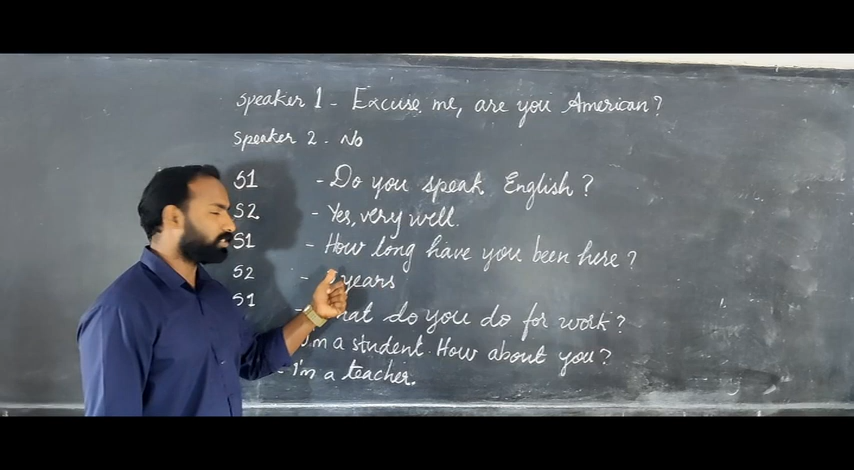 Speaker 1 - Excuse me, are you American?
Speaker 2 - No
S1 - Do you speak English?
S2 - Yes, very well.
S1 - How long have you been here?
S2 - years
S1 - do you do for work?
I'm a student. How about you?
- I'm a teacher.